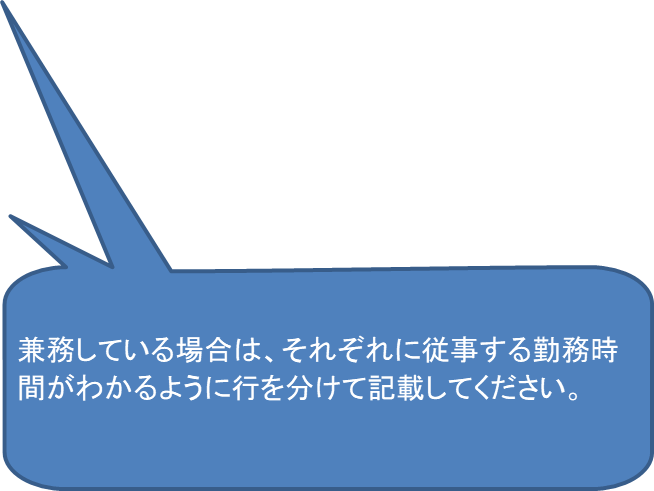 兼務している場合は、それぞれに従事する勤務時
間がわかるように行を分けて記載してください。